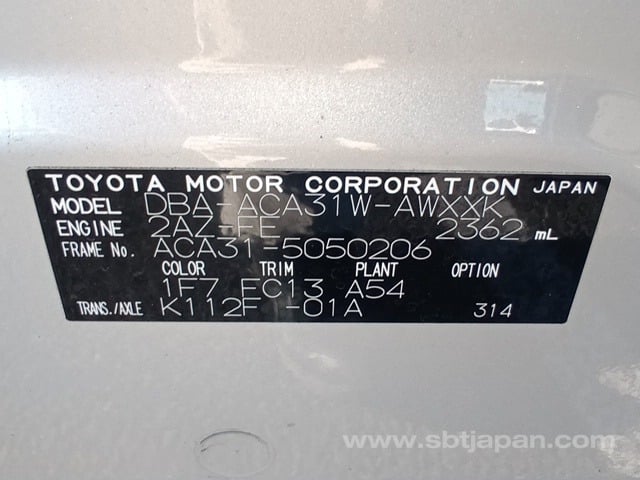 TOYOTA MOTOR CORPORATION JAPAN
MODEL DBA-ACA31W-AWXXK
ENGINE 2AZ-FE 2362 mL
FRAME No. ACA31-5050206
COLOR TRIM PLANT OPTION
1F7 FC13 A54
TRANS./AXLE K112F -01A 314
www.sbtjapan.com